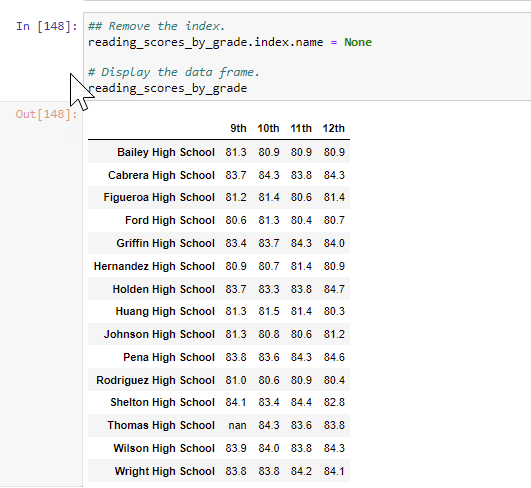 In [148]: ## Remove the index.
reading_scores_by_grade.index.name = None
# Display the data frame.
reading_scores_by_grade
Out[148]:
9th 10th 11th 12th
Bailey High School 81.3 80.9 80.9 80.9
Cabrera High School 83.7 84.3 83.8 84.3
Figueroa High School 81.2 81.4 80.6 81.4
Ford High School 80.6 81.3 80.4 80.7
Griffin High School 83.4 83.7 84.3 84.0
Hernandez High School 80.9 80.7 81.4 80.9
Holden High School 83.7 83.3 83.8 84.7
Huang High School 81.3 81.5 81.4 80.3
Johnson High School 81.3 80.8 80.6 81.2
Pena High School 83.8 83.6 84.3 84.6
Rodriguez High School 81.0 80.6 80.9 80.4
Shelton High School 84.1 83.4 84.4 82.8
Thomas High School nan 84.3 83.6 83.8
Wilson High School 83.9 84.0 83.8 84.3
Wright High School 83.8 83.8 84.2 84.1